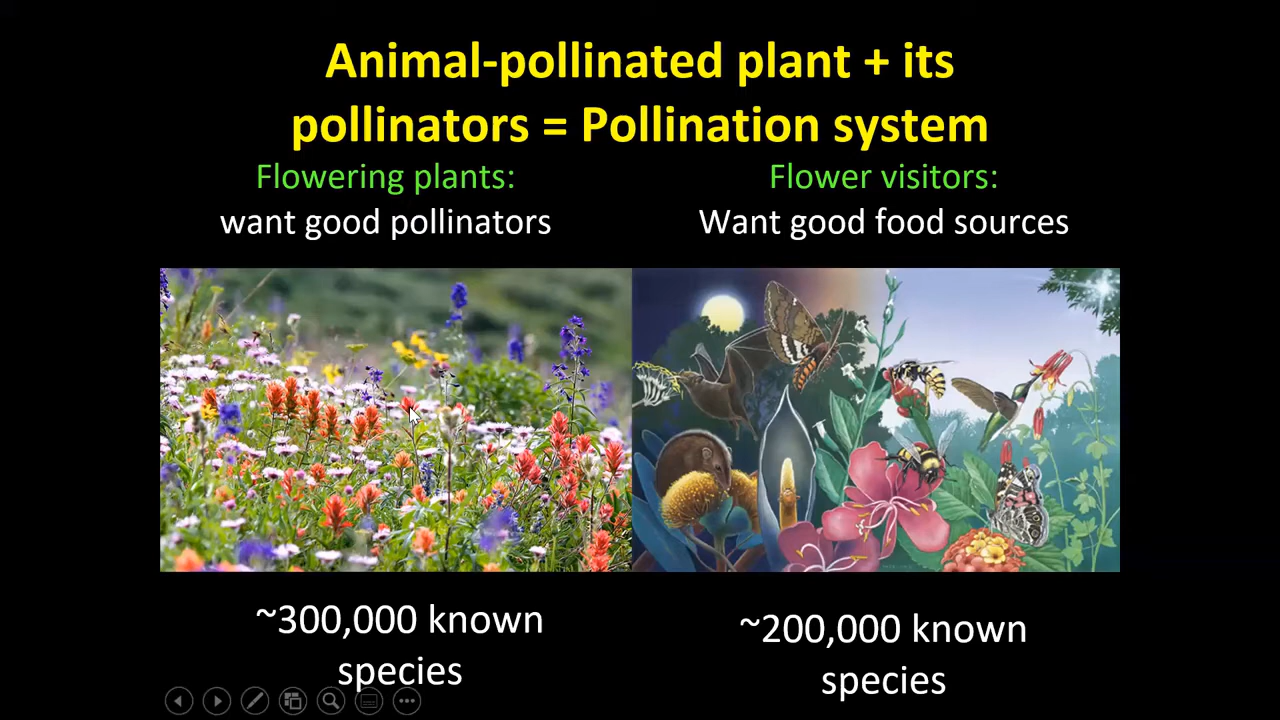 Animal-pollinated plant + its
pollinators = Pollination system
Flowering plants:
want good pollinators
Flower visitors:
Want good food sources
~300,000 known
species
~200,000 known
species